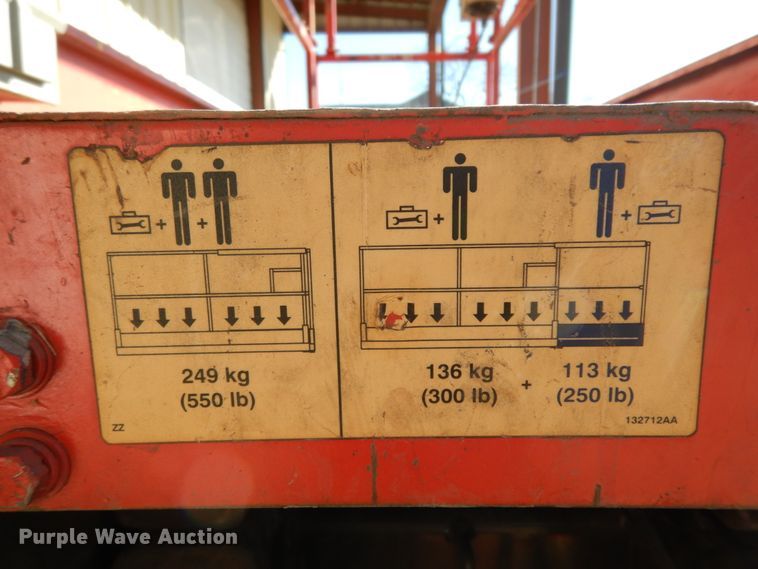 + +
249 kg
(550 lb)
ZZ
+ +
136 kg
(300 lb)
+
113 kg
(250 lb)
132712AA
Purple Wave Auction